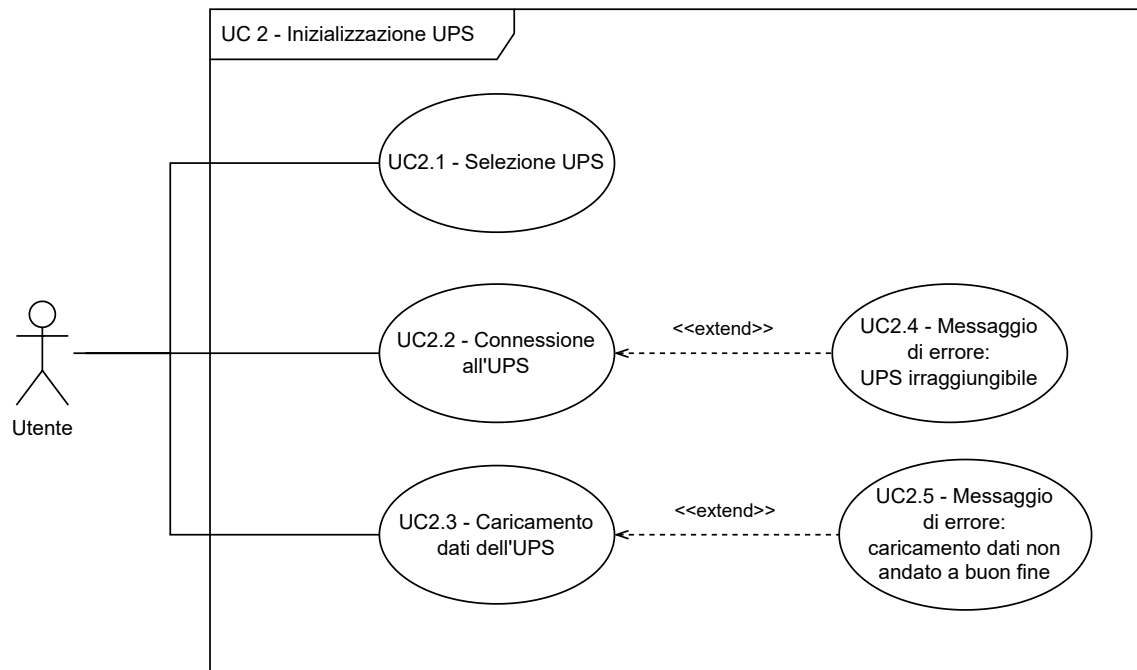 UC 2 - Inizializzazione UPS
UC2.1 - Selezione UPS
UC2.2 - Connessione
all'UPS
<<extend>>
UC2.4 - Messaggio
di errore:
UPS irraggiungibile
Utente
UC2.3 - Caricamento
dati dell'UPS
<<extend>>
UC2.5 - Messaggio
di errore:
caricamento dati non
andato a buon fine